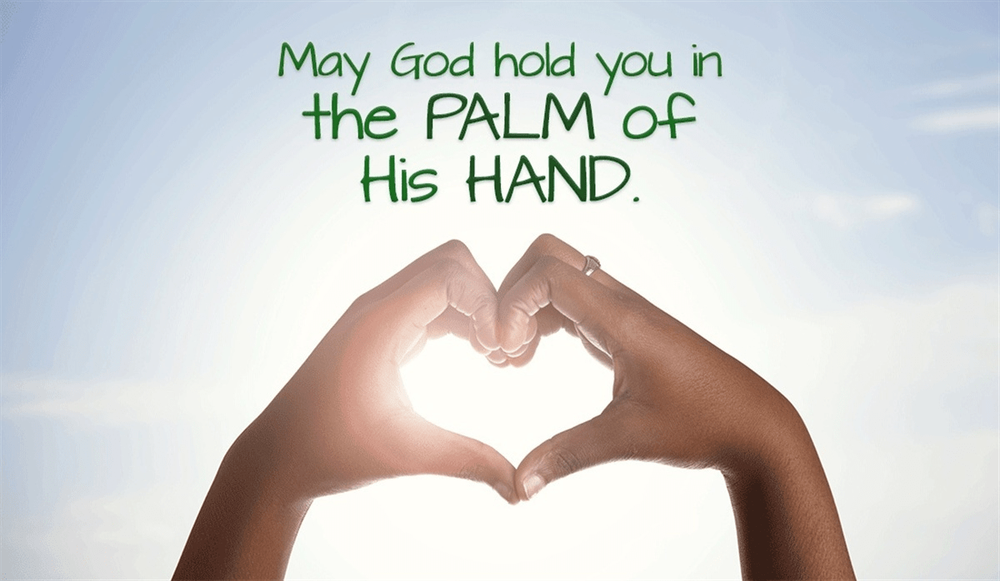 May God hold you in
the PALM of
His HAND.